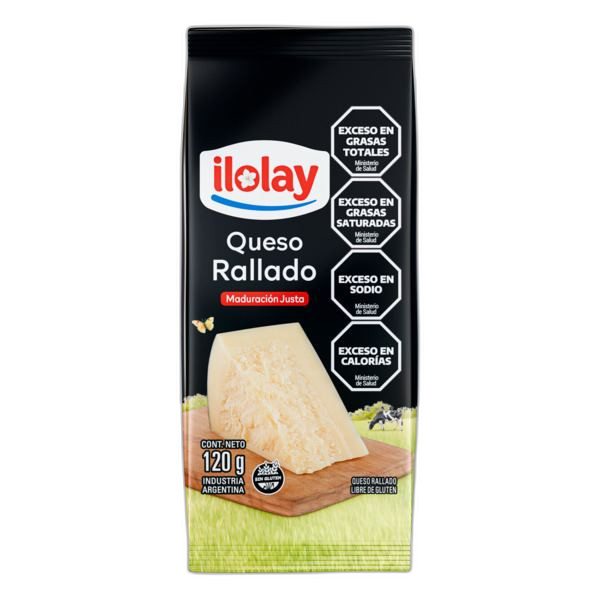 EXCESO EN
GRASAS
TOTALES
Ministerio
de Salud
EXCESO EN
GRASAS
SATURADAS
Ministerio
de Salud
EXCESO EN
SODIO
Ministerio
de Salud
EXCESO EN
CALORÍAS
Ministerio
de Salud
ilolay
Queso
Rallado
Maduración Justa
CONT. NETO
120 g
INDUSTRIA
ARGENTINA
SIN GLUTEN
QUESO RALLADO
LIBRE DE GLUTEN